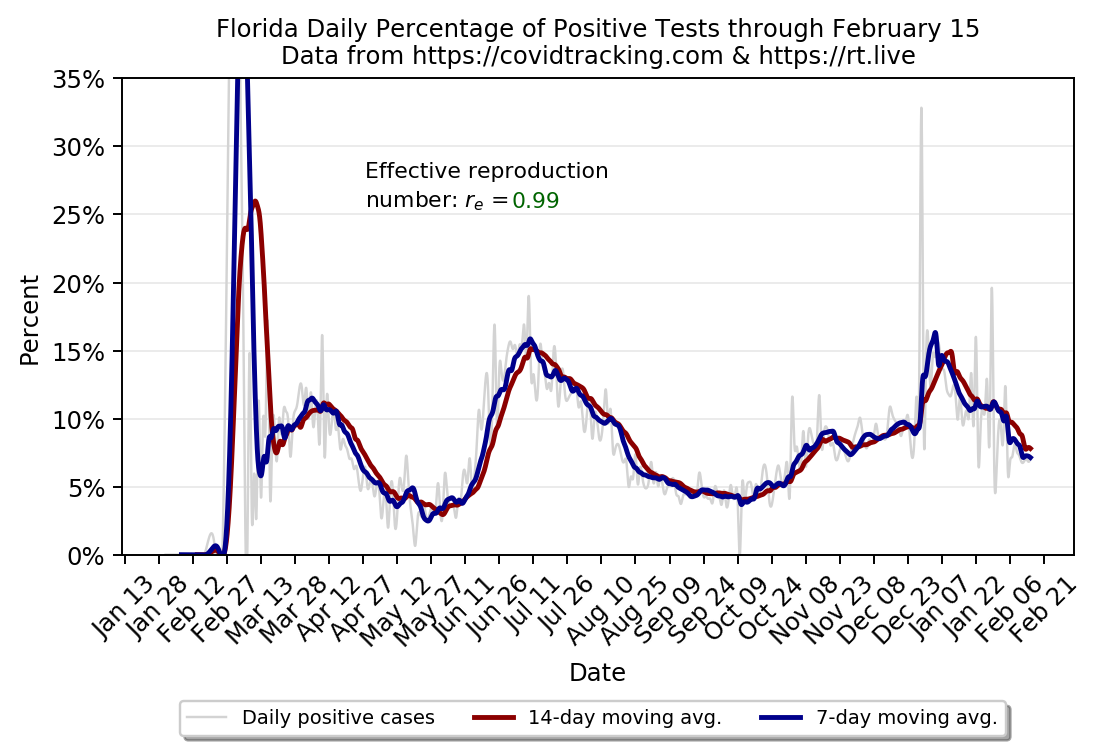 Florida Daily Percentage of Positive Tests through February 15
Data from https://covidtracking.com & https://rt.live
35%
30%
25%
20%
15%
10%
5%
0%
Percent
Effective reproduction
number: rₑ = 0.99
Jan 13
Jan 28
Feb 12
Feb 27
Mar 13
Mar 28
Apr 12
Apr 27
May 12
May 27
Jun 11
Jun 26
Jul 11
Jul 26
Aug 10
Aug 25
Sep 09
Sep 24
Oct 09
Oct 24
Nov 08
Nov 23
Dec 08
Dec 23
Jan 07
Jan 22
Feb 06
Feb 21
Date
Daily positive cases 14-day moving avg. 7-day moving avg.